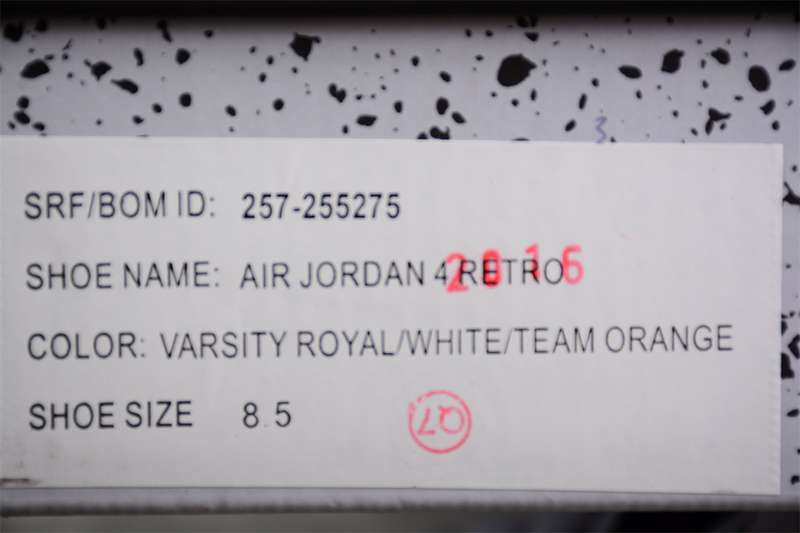 3
SRF/BOM ID: 257-255275
SHOE NAME: AIR JORDAN 4 RETRO
2016
COLOR: VARSITY ROYAL/WHITE/TEAM ORANGE
SHOE SIZE 8.5